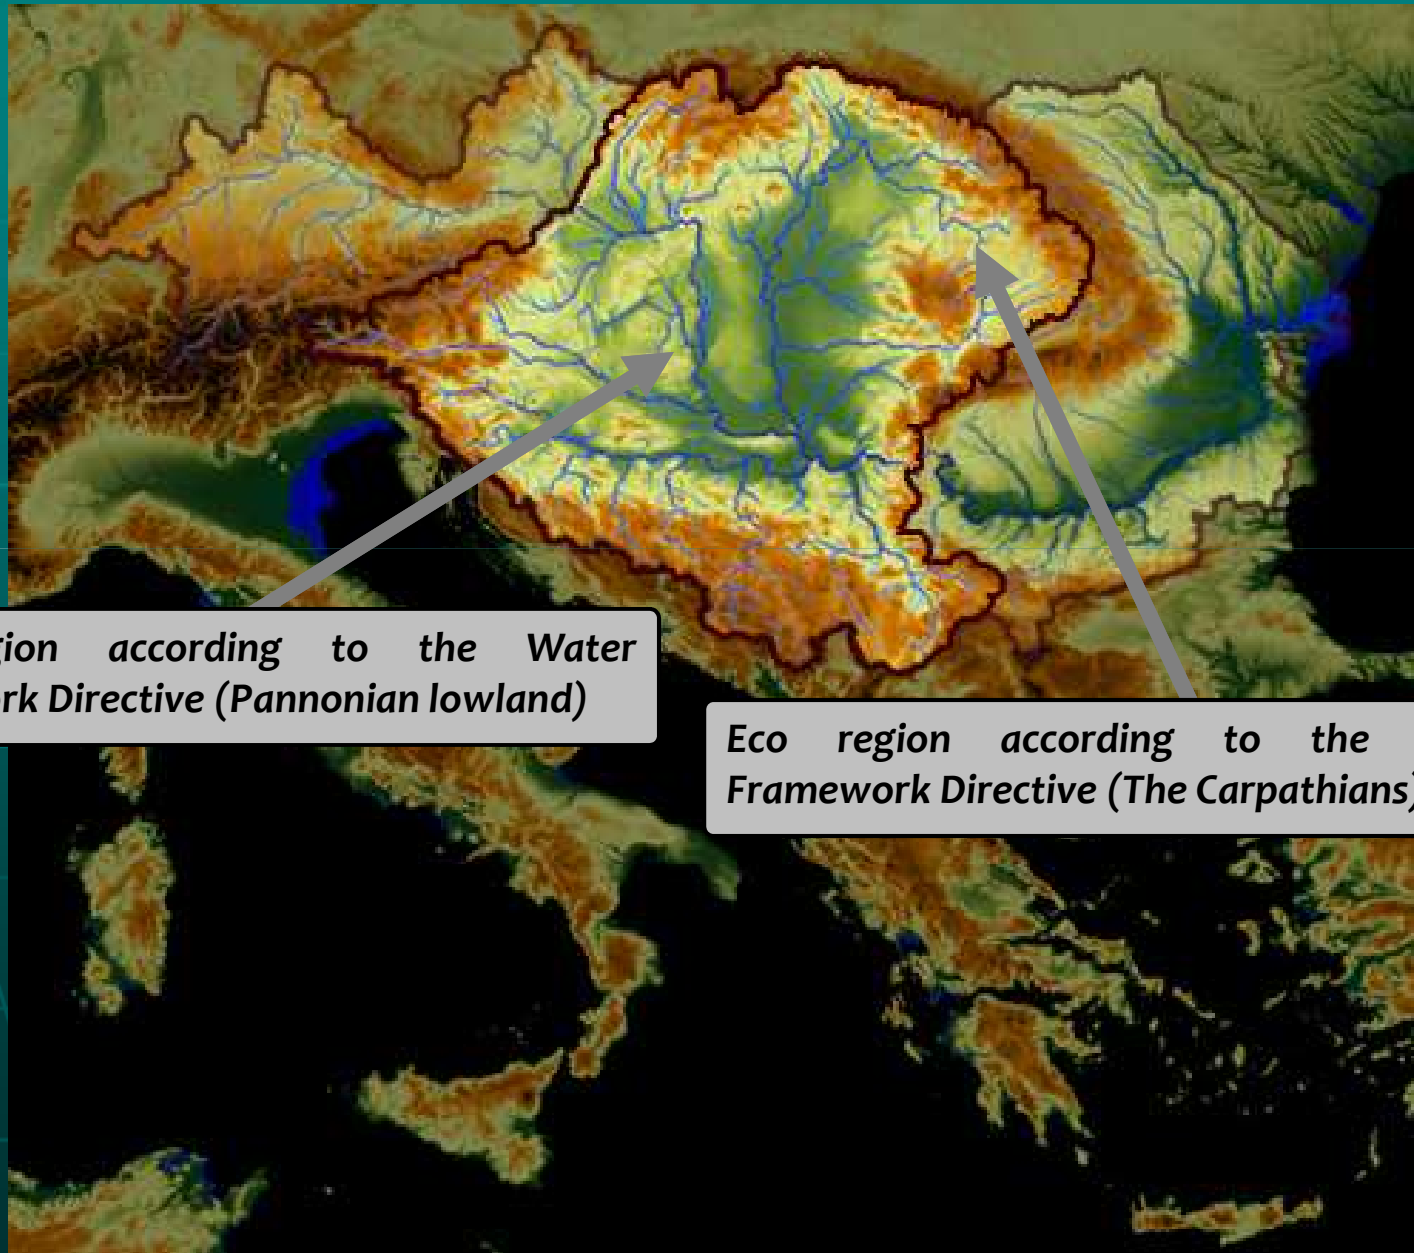 gion according to the Water
rk Directive (Pannonian lowland)
Eco region according to the
Framework Directive (The Carpathians)